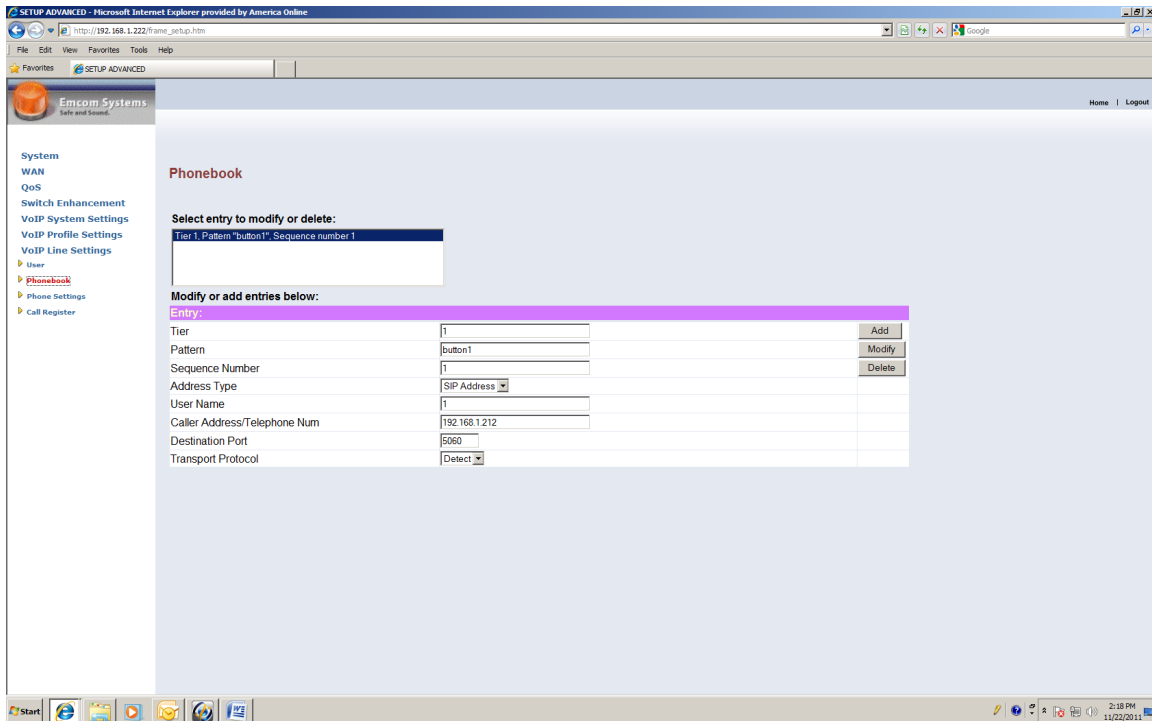 SETUP ADVANCED - Microsoft Internet Explorer provided by America Online
http://192.168.1.222/frame_setup.htm
Google
File Edit View Favorites Tools Help
Favorites SETUP ADVANCED
Emcom Systems
Safe and Sound.
Home | Logout
System
WAN
QoS
Switch Enhancement
VoIP System Settings
VoIP Profile Settings
VoIP Line Settings
User
Phonebook
Phone Settings
Call Register
Phonebook
Select entry to modify or delete:
Tier 1, Pattern "button1", Sequence number 1
Modify or add entries below:
Entry:
Tier 1 Add
Pattern button1 Modify
Sequence Number 1 Delete
Address Type SIP Address
User Name 1
Caller Address/Telephone Num 192.168.1.212
Destination Port 5060
Transport Protocol Detect
Start
2:18 PM
11/22/2011